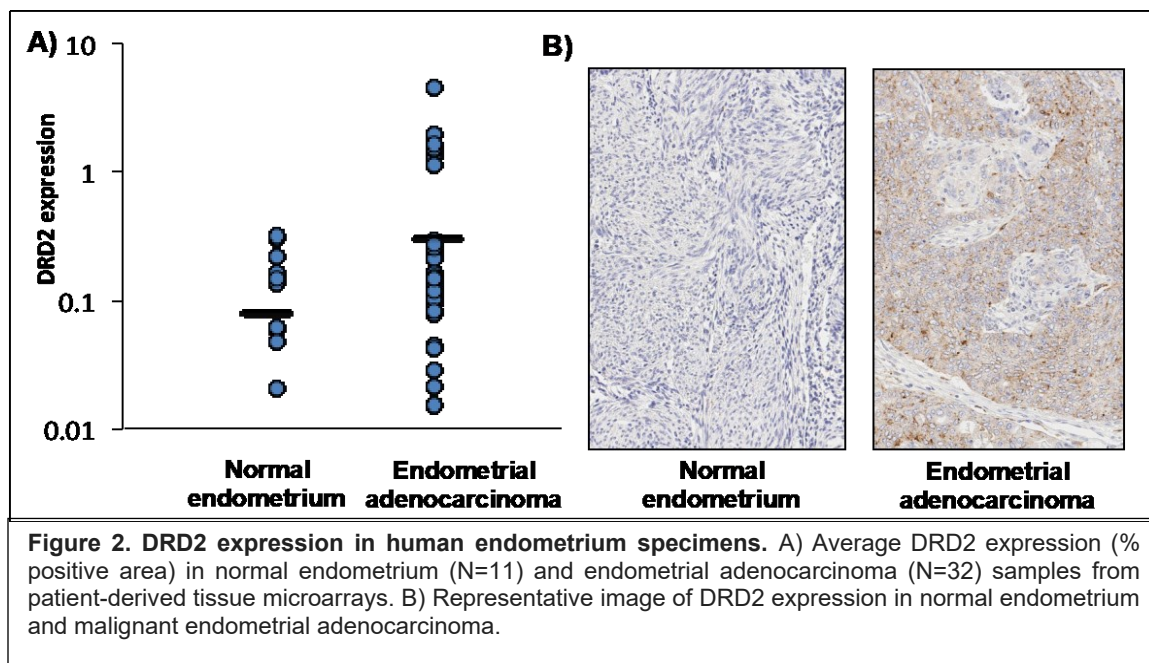 A)
10
1
0.1
0.01
DRD2 expression
Normal
endometrium
Endometrial
adenocarcinoma
B)
Normal
endometrium
Endometrial
adenocarcinoma
Figure 2. DRD2 expression in human endometrium specimens. A) Average DRD2 expression (%
positive area) in normal endometrium (N=11) and endometrial adenocarcinoma (N=32) samples from
patient-derived tissue microarrays. B) Representative image of DRD2 expression in normal endometrium
and malignant endometrial adenocarcinoma.